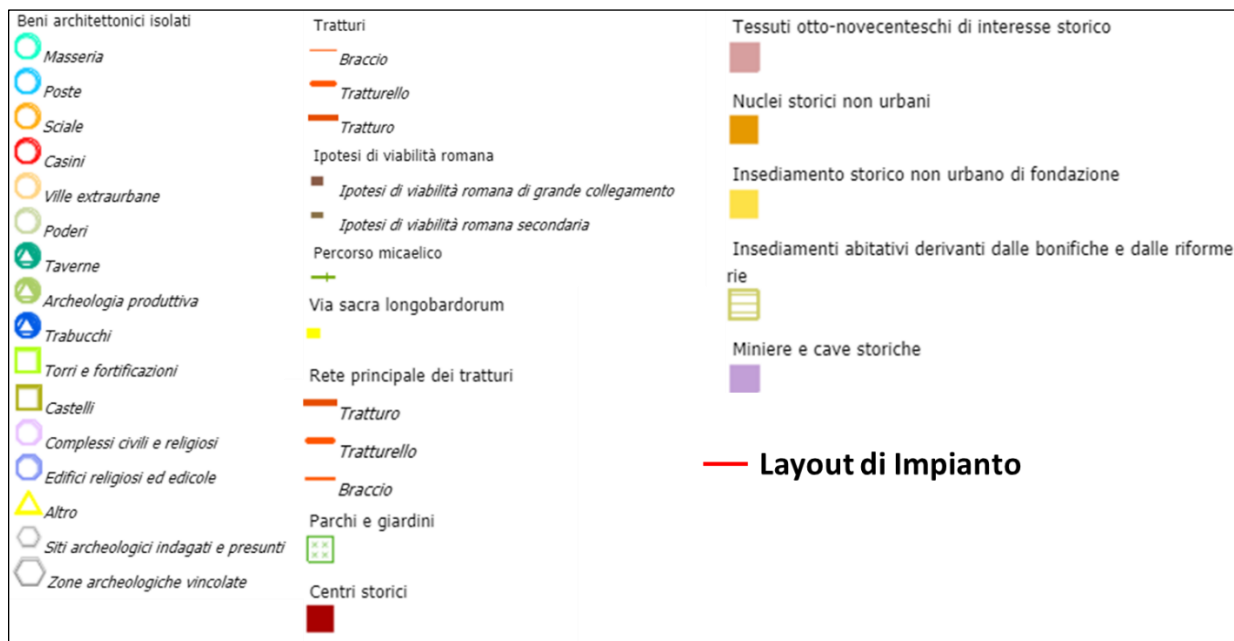 Beni architettonici isolati
Masseria
Poste
Sciale
Casini
Ville extraurbane
Poderi
Taverne
Archeologia produttiva
Trabucchi
Torri e fortificazioni
Castelli
Complessi civili e religiosi
Edifici religiosi ed edicole
Altro
Siti archeologici indagati e presunti
Zone archeologiche vincolate
Tratturi
Braccio
Tratturello
Tratturo
Ipotesi di viabilità romana
Ipotesi di viabilità romana di grande collegamento
Ipotesi di viabilità romana secondaria
Percorso micaelico
Via sacra longobardorum
Rete principale dei tratturi
Tratturo
Tratturello
Braccio
Parchi e giardini
Centri storici
Tessuti otto-novecenteschi di interesse storico
Nuclei storici non urbani
Insediamento storico non urbano di fondazione
Insediamenti abitativi derivanti dalle bonifiche e dalle riforme
rie
Miniere e cave storiche
Layout di Impianto